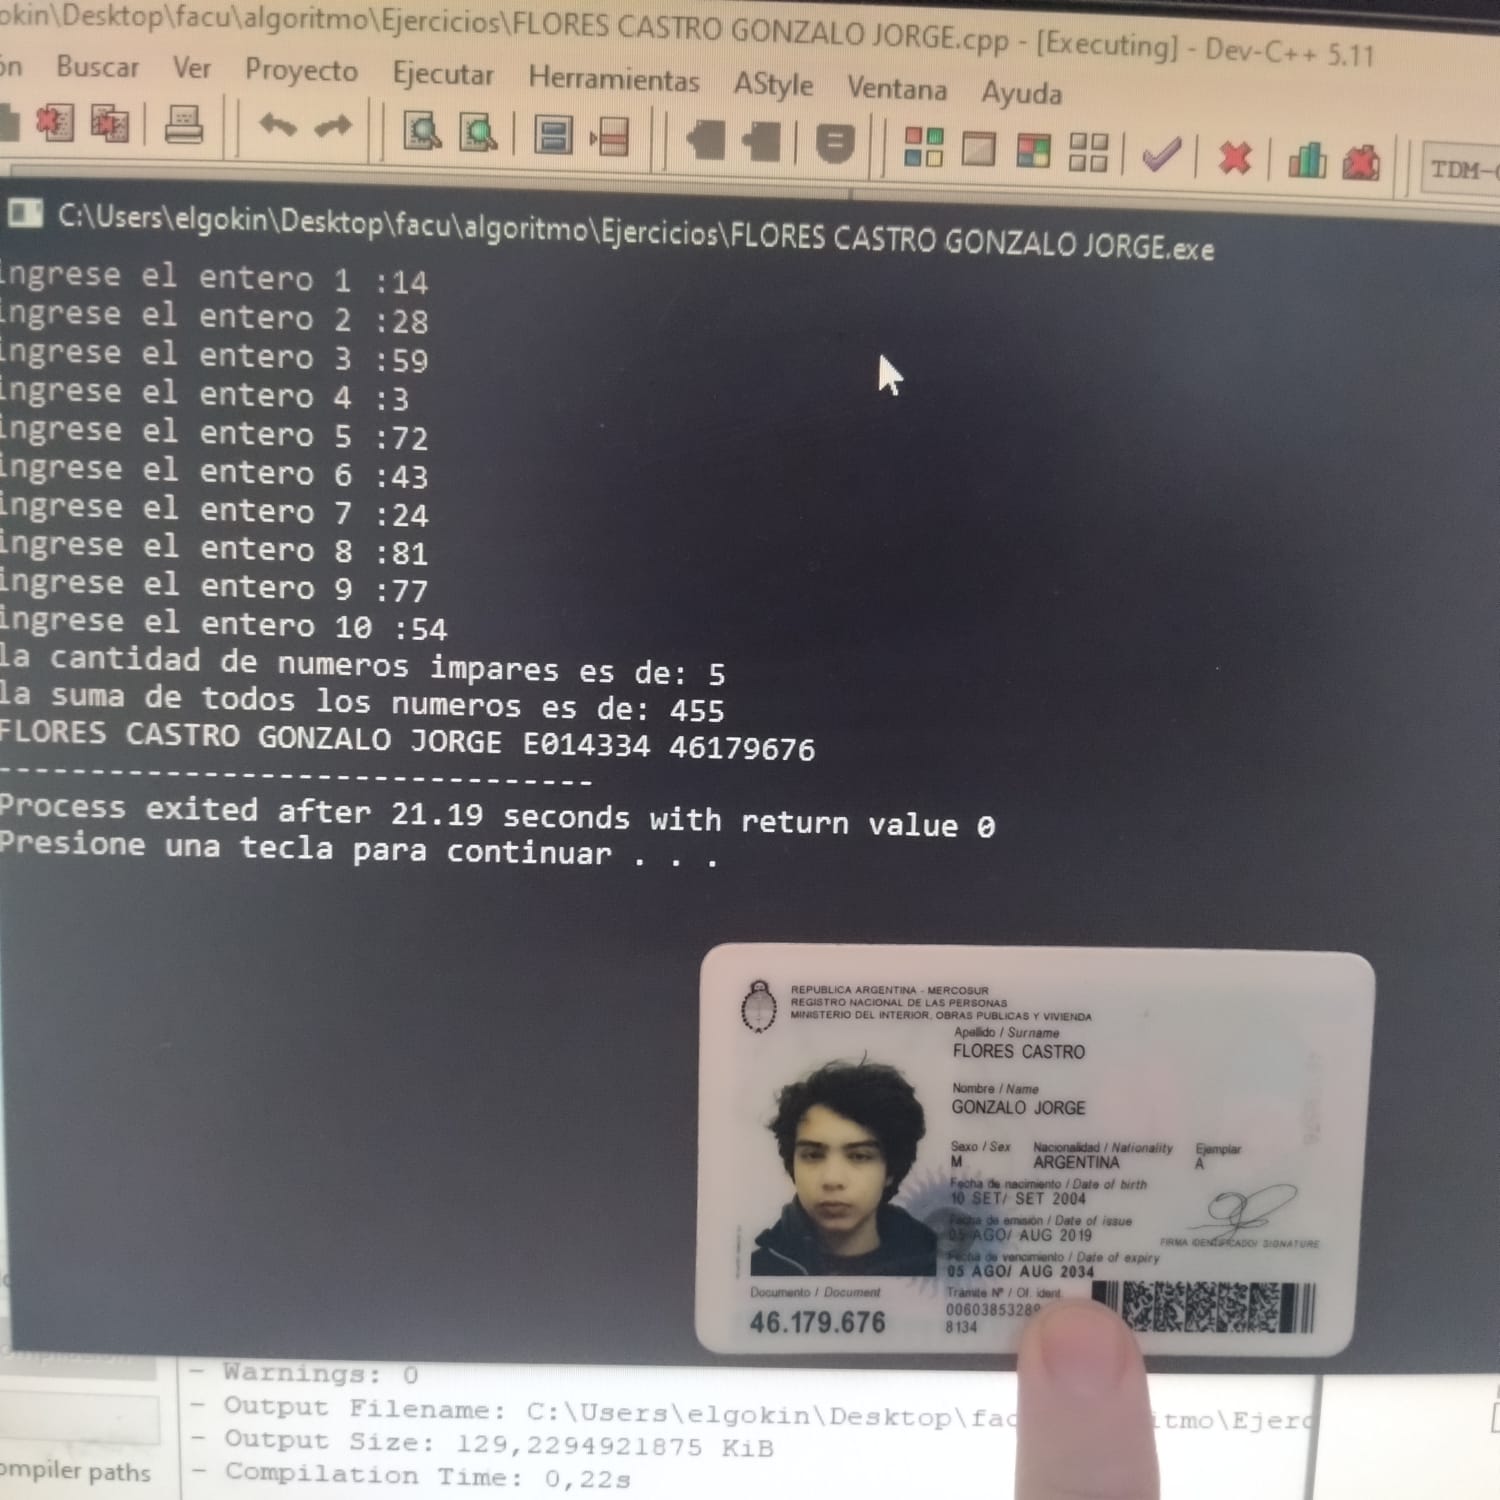 okin\Desktop\facu\algoritmo\Ejercicios\FLORES CASTRO GONZALO JORGE.cpp - [Executing] - Dev-C++ 5.11
ón Buscar Ver Proyecto Ejecutar Herramientas AStyle Ventana Ayuda
TDM-
C:\Users\elgokin\Desktop\facu\algoritmo\Ejercicios\FLORES CASTRO GONZALO JORGE.exe
ingrese el entero 1 :14
ingrese el entero 2 :28
ingrese el entero 3 :59
ingrese el entero 4 :3
ingrese el entero 5 :72
ingrese el entero 6 :43
ingrese el entero 7 :24
ingrese el entero 8 :81
ingrese el entero 9 :77
ingrese el entero 10 :54
la cantidad de numeros impares es de: 5
la suma de todos los numeros es de: 455
FLORES CASTRO GONZALO JORGE E014334 46179676
--------------------------------
Process exited after 21.19 seconds with return value 0
Presione una tecla para continuar . . .
REPUBLICA ARGENTINA - MERCOSUR
REGISTRO NACIONAL DE LAS PERSONAS
MINISTERIO DEL INTERIOR, OBRAS PUBLICAS Y VIVIENDA
Apellido / Surname
FLORES CASTRO
Nombre / Name
GONZALO JORGE
Sexo / Sex Nacionalidad / Nationality Ejemplar
M ARGENTINA A
Fecha de nacimiento / Date of birth
10 SET/ SET 2004
Fecha de emisión / Date of issue
05 AGO/ AUG 2019
FIRMA IDENTIFICADO/ SIGNATURE
Fecha de vencimiento / Date of expiry
05 AGO/ AUG 2034
Documento / Document
46.179.676
Tramite Nº / Of. ident.
0060385328
8134
- Warnings: 0
- Output Filename: C:\Users\elgokin\Desktop\fac itmo\Ejerc
- Output Size: 129,2294921875 KiB
ompiler paths
- Compilation Time: 0,22s